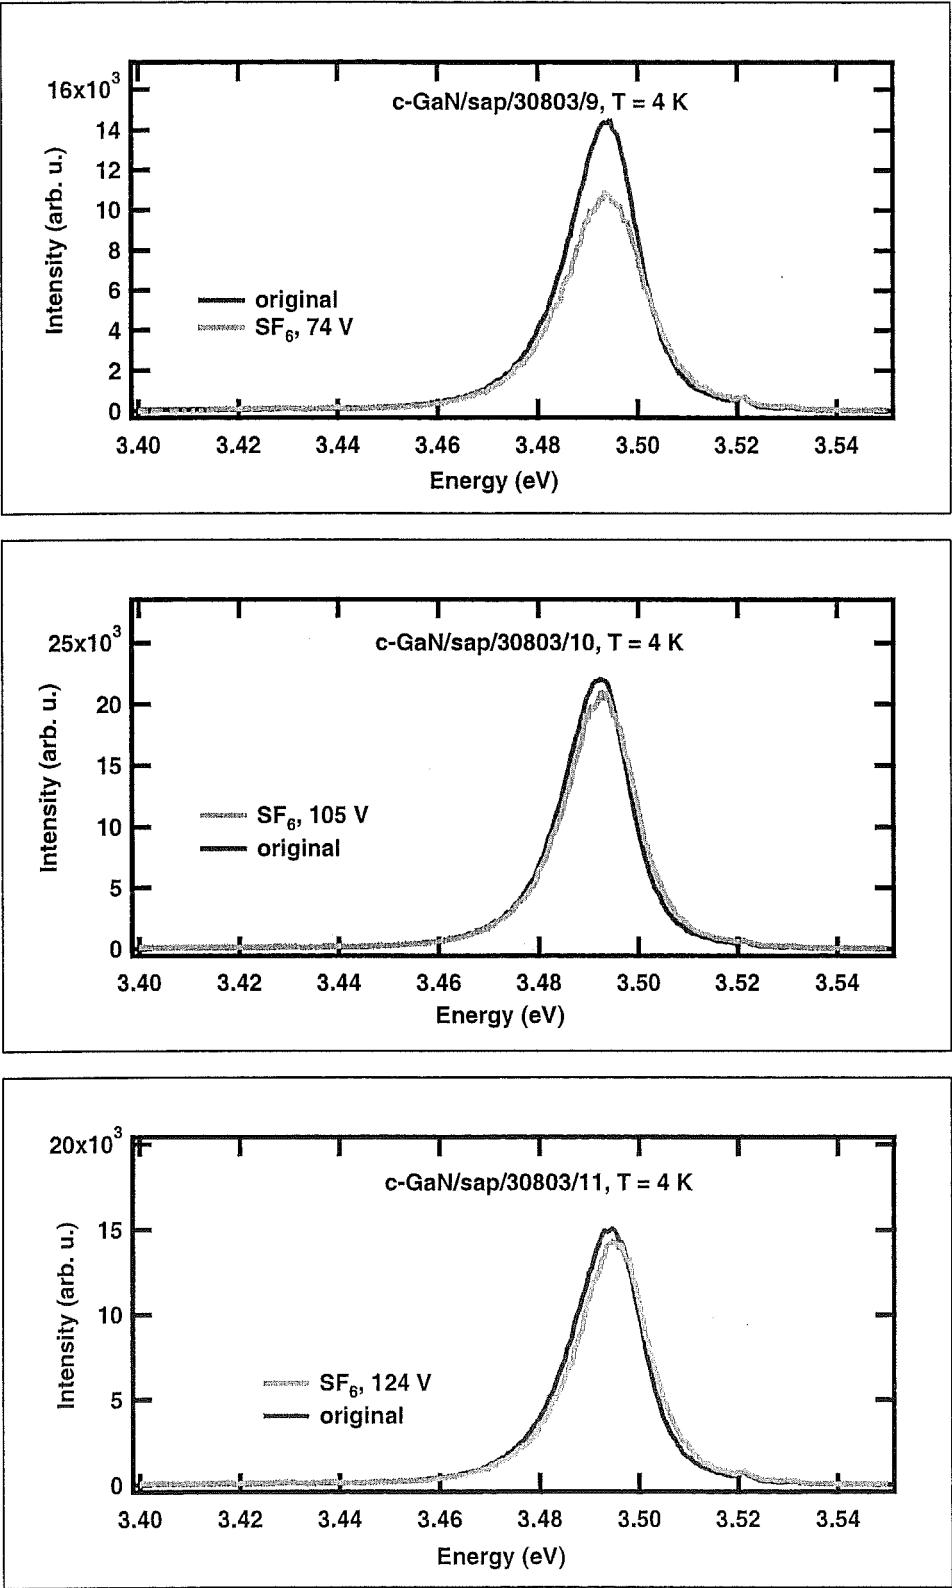 16x10³
14
12
10
8
6
4
2
0
Intensity (arb. u.)
c-GaN/sap/30803/9, T = 4 K
original
SF₆, 74 V
3.40 3.42 3.44 3.46 3.48 3.50 3.52 3.54
Energy (eV)
25x10³
20
15
10
5
0
Intensity (arb. u.)
c-GaN/sap/30803/10, T = 4 K
SF₆, 105 V
original
3.40 3.42 3.44 3.46 3.48 3.50 3.52 3.54
Energy (eV)
20x10³
15
10
5
0
Intensity (arb. u.)
c-GaN/sap/30803/11, T = 4 K
SF₆, 124 V
original
3.40 3.42 3.44 3.46 3.48 3.50 3.52 3.54
Energy (eV)